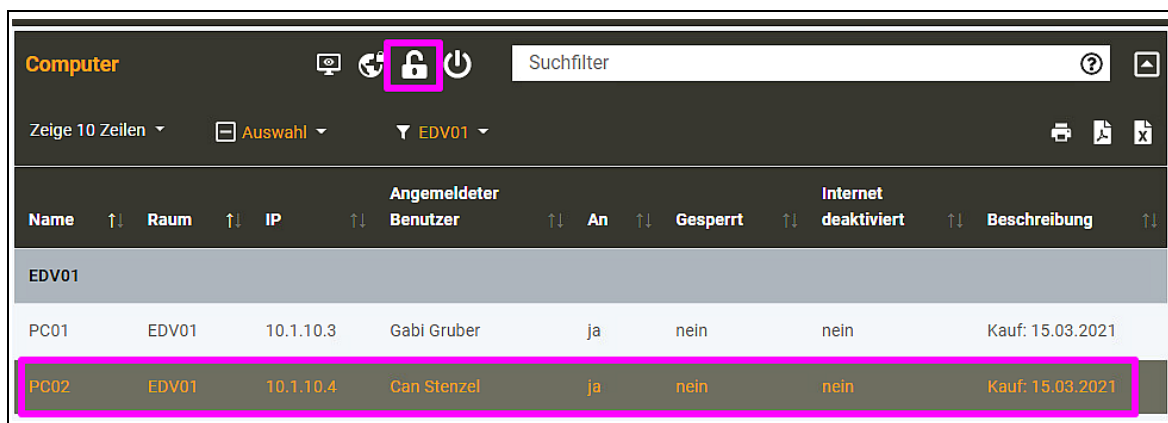 Computer Suchfilter
Zeige 10 Zeilen Auswahl EDV01
Name Raum IP Angemeldeter Benutzer An Gesperrt Internet deaktiviert Beschreibung
EDV01
PC01 EDV01 10.1.10.3 Gabi Gruber ja nein nein Kauf: 15.03.2021
PC02 EDV01 10.1.10.4 Can Stenzel ja nein nein Kauf: 15.03.2021